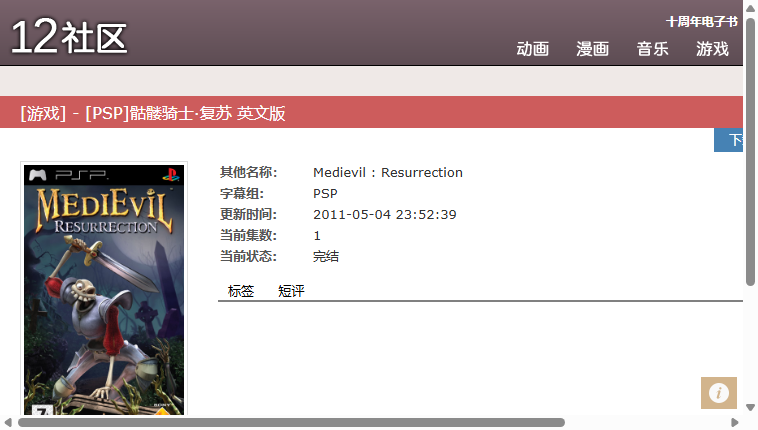 12社区
十周年电子书
动画 漫画 音乐 游戏
[游戏] - [PSP]骷髅骑士·复苏 英文版
PSP
MEDIEVIL
RESURRECTION
7+
SONY
其他名称: Medievil : Resurrection
字幕组: PSP
更新时间: 2011-05-04 23:52:39
当前集数: 1
当前状态: 完结
标签 短评